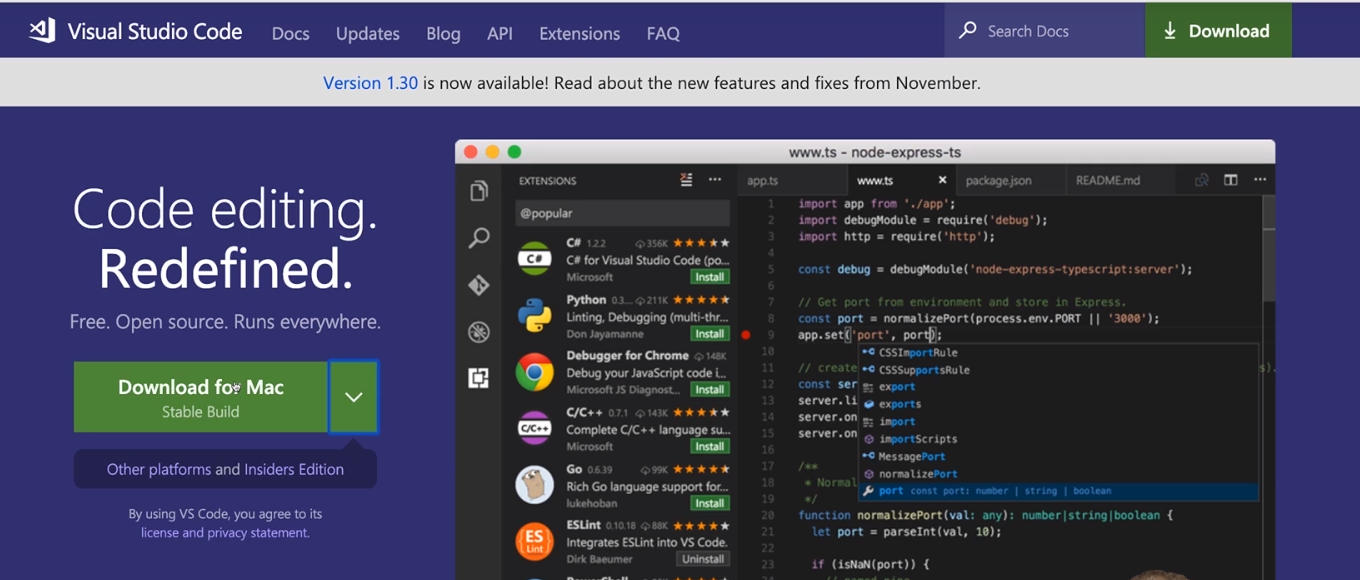 Visual Studio Code Docs Updates Blog API Extensions FAQ Search Docs Download
Version 1.30 is now available! Read about the new features and fixes from November.
Code editing.
Redefined.
Free. Open source. Runs everywhere.
Download for Mac
Stable Build
Other platforms and Insiders Edition
By using VS Code, you agree to its
license and privacy statement.
www.ts - node-express-ts
EXTENSIONS
@popular
C# 1.2.2 356K
C# for Visual Studio Code (po...
Microsoft Install
Python 0.3... 211K
Linting, Debugging (multi-thr...
Don Jayamanne Install
Debugger for Chrome 148K
Debug your JavaScript code i...
Microsoft JS Diagnost... Install
C/C++ 0.7.1 143K
Complete C/C++ language su...
Microsoft Install
Go 0.6.39 99K
Rich Go language support for...
lukehoban Install
ESLint 0.10.18 88K
Integrates ESLint into VS Code.
Dirk Baeumer Uninstall
C#
C/C++
ES
Lint
app.ts www.ts package.json README.md
1 import app from './app';
2 import debugModule = require('debug');
3 import http = require('http');
4
5 const debug = debugModule('node-express-typescript:server');
6
7 // Get port from environment and store in Express.
8 const port = normalizePort(process.env.PORT || '3000');
9 app.set('port', port);
10
11 // create s).
12 const ser
13 server.li
14 server.on
15 server.on
16
17 /**
18 * Normal
19 */
20 function normalizePort(val: any): number|string|boolean {
21 let port = parseInt(val, 10);
22
23 if (isNaN(port)) {
CSSImportRule
CSSSupportsRule
export
exports
import
importScripts
MessagePort
normalizePort
port const port: number | string | boolean